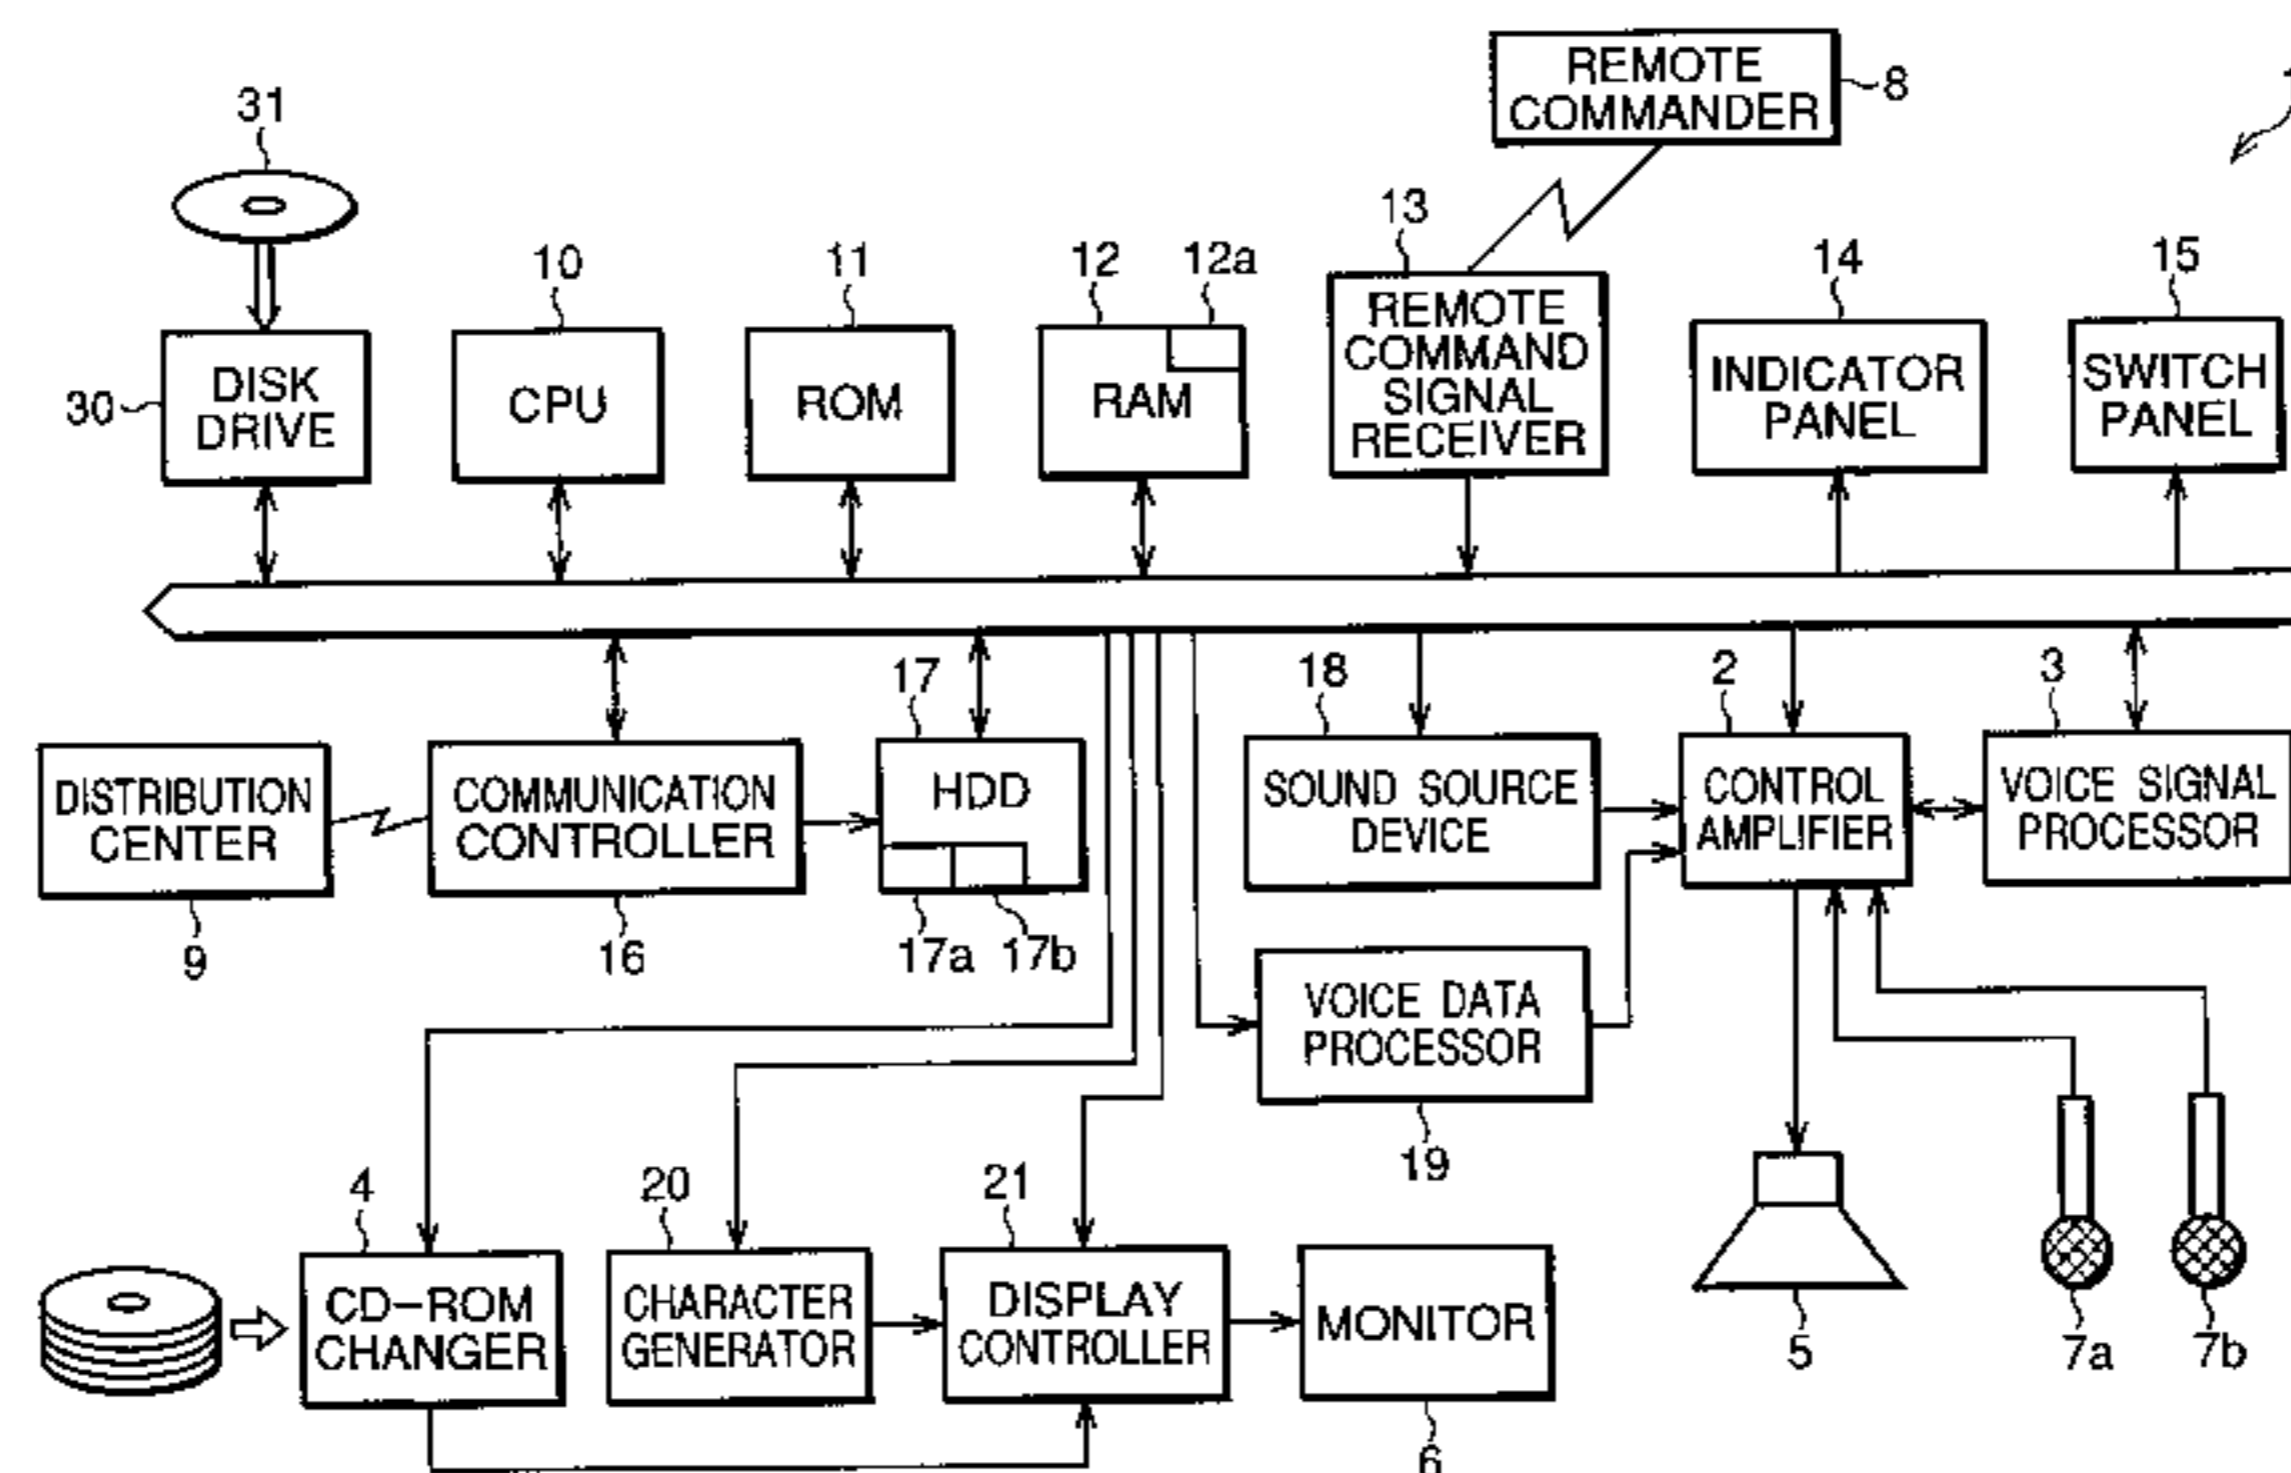 REMOTE
COMMANDER
8
31
13
10
11
12
12a
14
15
REMOTE
COMMAND
SIGNAL
RECEIVER
DISK
DRIVE
30
CPU
ROM
RAM
INDICATOR
PANEL
SWITCH
PANEL
17
18
2
3
DISTRIBUTION
CENTER
COMMUNICATION
CONTROLLER
HDD
SOUND SOURCE
DEVICE
CONTROL
AMPLIFIER
VOICE SIGNAL
PROCESSOR
9
16
17a
17b
VOICE DATA
PROCESSOR
19
4
20
21
CD-ROM
CHANGER
CHARACTER
GENERATOR
DISPLAY
CONTROLLER
MONITOR
5
7a
7b
6